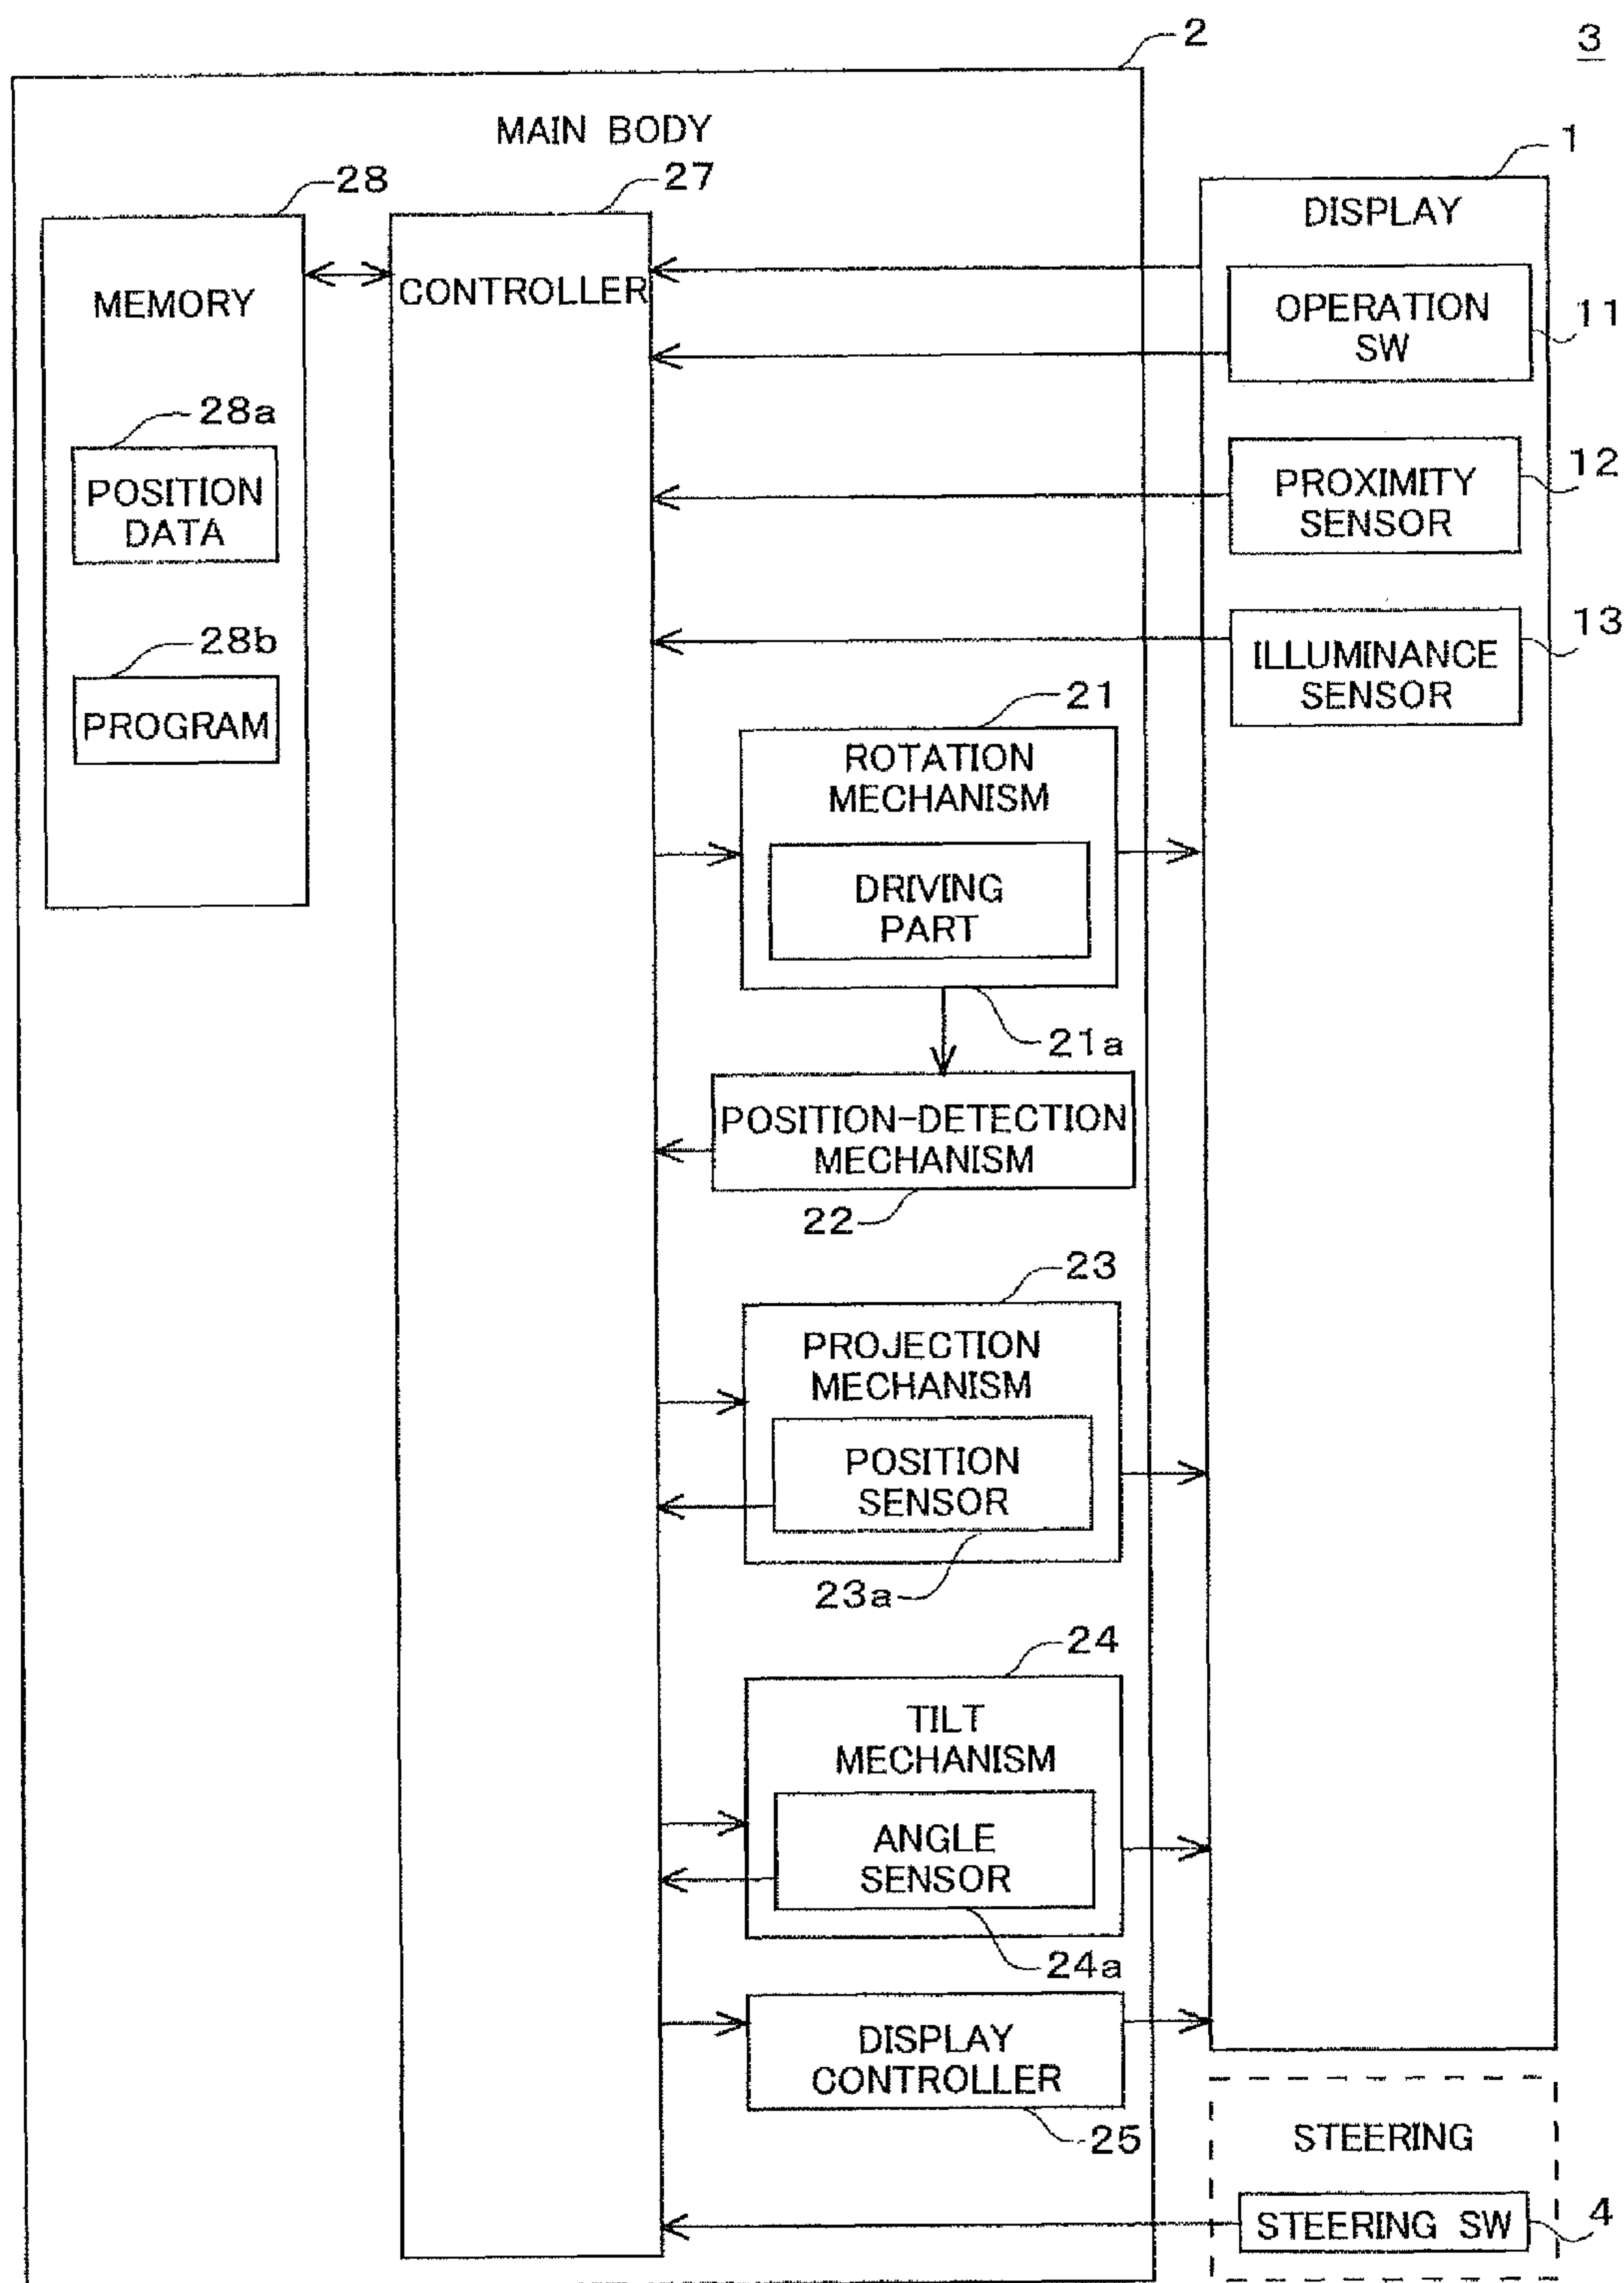 3
2
MAIN BODY
1
DISPLAY
28
27
MEMORY
CONTROLLER
OPERATION
SW
11
28a
POSITION
DATA
PROXIMITY
SENSOR
12
28b
PROGRAM
ILLUMINANCE
SENSOR
13
21
ROTATION
MECHANISM
DRIVING
PART
21a
POSITION-DETECTION
MECHANISM
22
23
PROJECTION
MECHANISM
POSITION
SENSOR
23a
24
TILT
MECHANISM
ANGLE
SENSOR
24a
DISPLAY
CONTROLLER
25
STEERING
STEERING SW
4